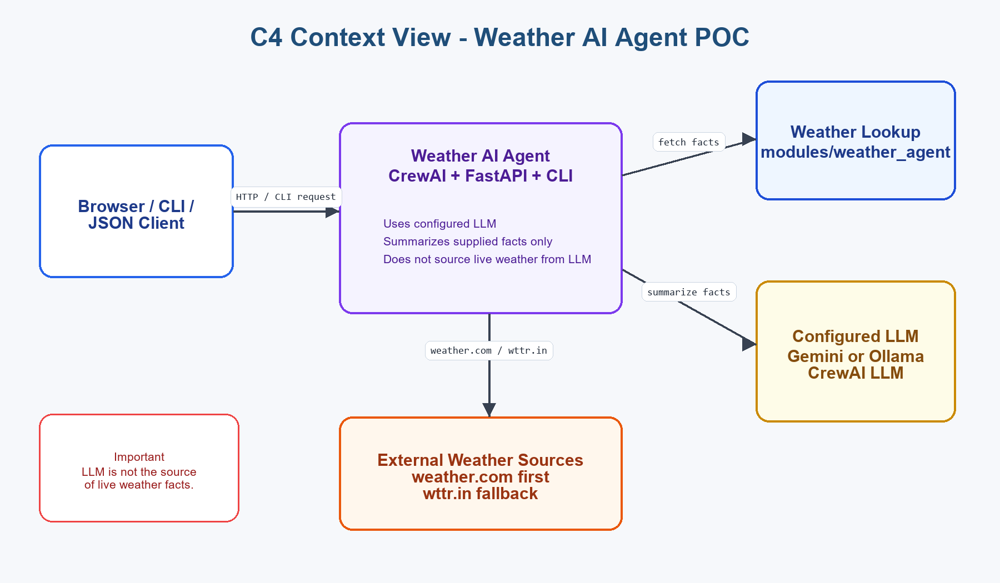 C4 Context View - Weather AI Agent POC
Browser / CLI /
JSON Client
HTTP / CLI request
Weather AI Agent
CrewAI + FastAPI + CLI
Uses configured LLM
Summarizes supplied facts only
Does not source live weather from LLM
fetch facts
Weather Lookup
modules/weather_agent
summarize facts
Configured LLM
Gemini or Ollama
CrewAI LLM
weather.com / wttr.in
External Weather Sources
weather.com first
wttr.in fallback
Important
LLM is not the source
of live weather facts.